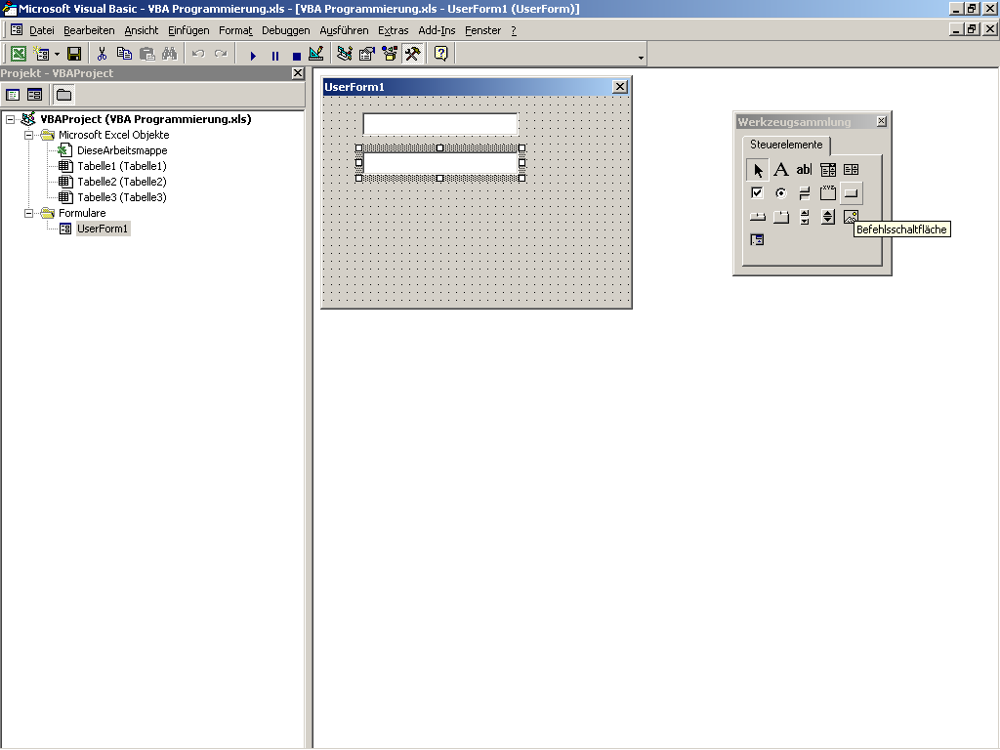 Microsoft Visual Basic - VBA Programmierung.xls - [VBA Programmierung.xls - UserForm1 (UserForm)]
Datei Bearbeiten Ansicht Einfügen Format Debuggen Ausführen Extras Add-Ins Fenster ?
Projekt - VBAProject
VBAProject (VBA Programmierung.xls)
Microsoft Excel Objekte
DieseArbeitsmappe
Tabelle1 (Tabelle1)
Tabelle2 (Tabelle2)
Tabelle3 (Tabelle3)
Formulare
UserForm1
UserForm1
Werkzeugsammlung
Steuerelemente
A ab|
xyz
Befehlsschaltfläche